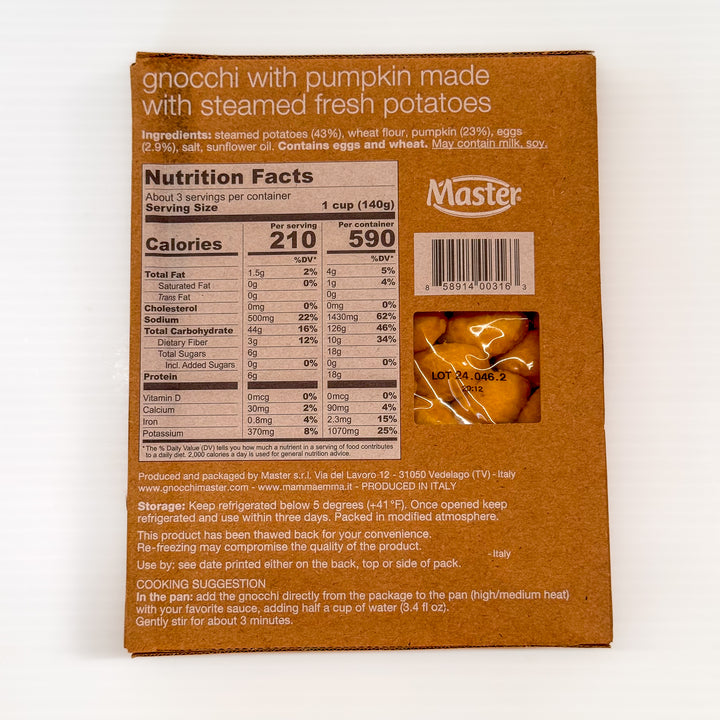 gnocchi with pumpkin made
with steamed fresh potatoes
Ingredients: steamed potatoes (43%), wheat flour, pumpkin (23%), eggs
(2.9%), salt, sunflower oil. Contains eggs and wheat. May contain milk, soy.
Nutrition Facts
About 3 servings per container
Serving Size 1 cup (140g)
Per serving Per container
Calories 210 590
%DV* %DV*
Total Fat 1.5g 2% 4g 5%
Saturated Fat 0g 0% 1g 4%
Trans Fat 0g 0g
Cholesterol 0mg 0% 0mg 0%
Sodium 500mg 22% 1430mg 62%
Total Carbohydrate 44g 16% 126g 46%
Dietary Fiber 3g 12% 10g 34%
Total Sugars 6g 18g
Incl. Added Sugars 0g 0% 0g 0%
Protein 6g 18g
Vitamin D 0mcg 0% 0mcg 0%
Calcium 30mg 2% 90mg 4%
Iron 0.8mg 4% 2.3mg 15%
Potassium 370mg 8% 1070mg 25%
*The % Daily Value (DV) tells you how much a nutrient in a serving of food contributes
to a daily diet. 2,000 calories a day is used for general nutrition advice.
Master
8 58914 00316 3
LOT 24.046.2
20:12
Produced and packaged by Master s.r.l. Via del Lavoro 12 - 31050 Vedelago (TV) - Italy
www.gnocchimaster.com - www.mammaemma.it - PRODUCED IN ITALY
Storage: Keep refrigerated below 5 degrees (+41°F). Once opened keep
refrigerated and use within three days. Packed in modified atmosphere.
This product has been thawed back for your convenience.
Re-freezing may compromise the quality of the product.
- Italy
Use by: see date printed either on the back, top or side of pack.
COOKING SUGGESTION
In the pan: add the gnocchi directly from the package to the pan (high/medium heat)
with your favorite sauce, adding half a cup of water (3.4 fl oz).
Gently stir for about 3 minutes.